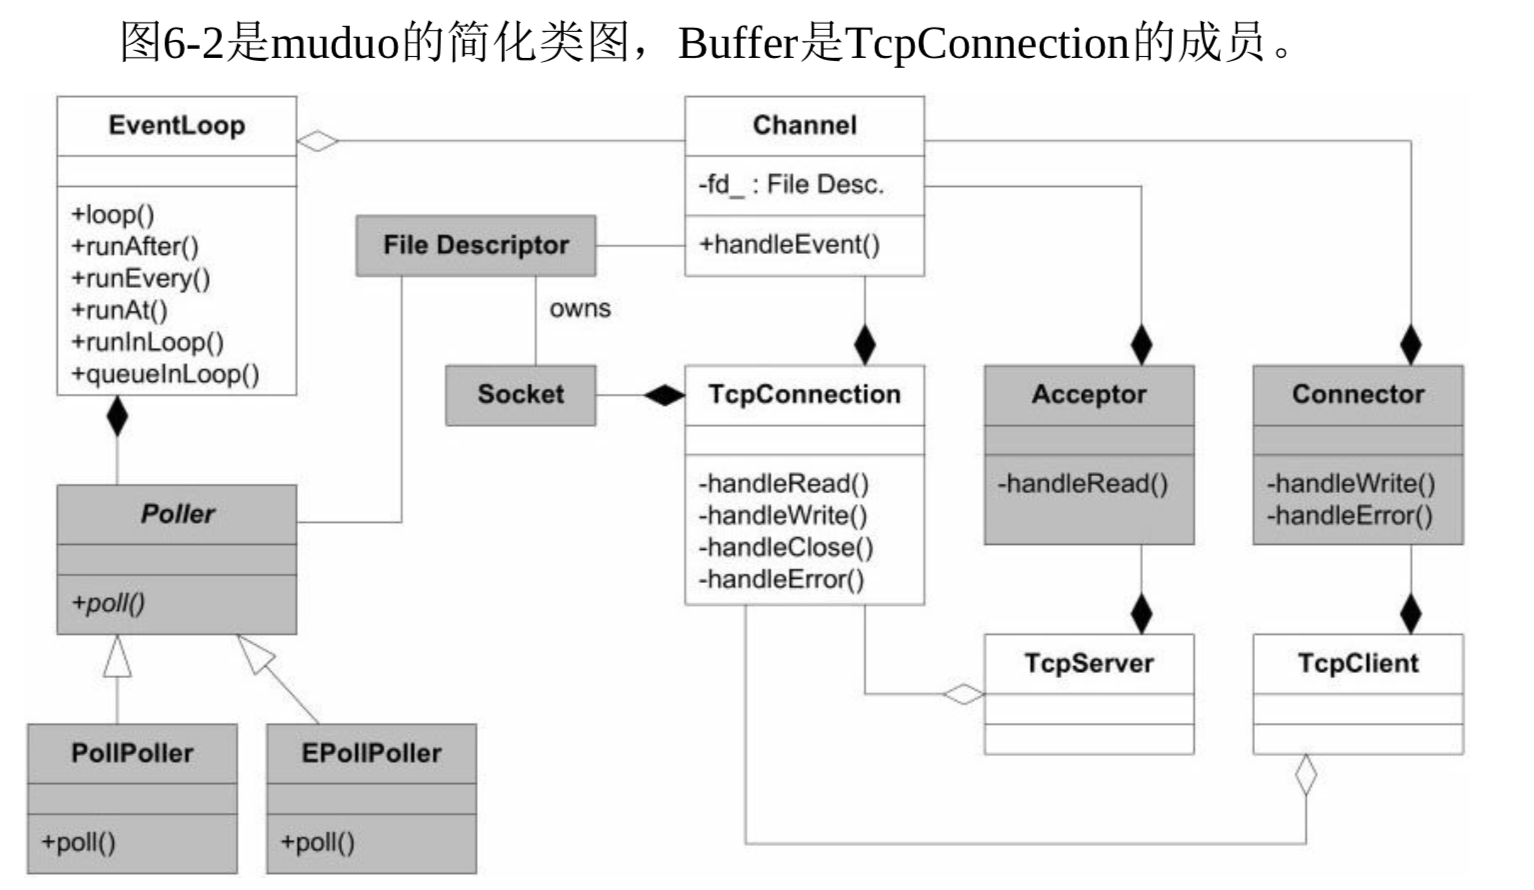 图6-2是muduo的简化类图，Buffer是TcpConnection的成员。
EventLoop
+loop()
+runAfter()
+runEvery()
+runAt()
+runInLoop()
+queueInLoop()
Channel
-fd_ : File Desc.
+handleEvent()
File Descriptor
owns
Socket
TcpConnection
-handleRead()
-handleWrite()
-handleClose()
-handleError()
Acceptor
-handleRead()
Connector
-handleWrite()
-handleError()
Poller
+poll()
TcpServer
TcpClient
PollPoller
+poll()
EPollPoller
+poll()